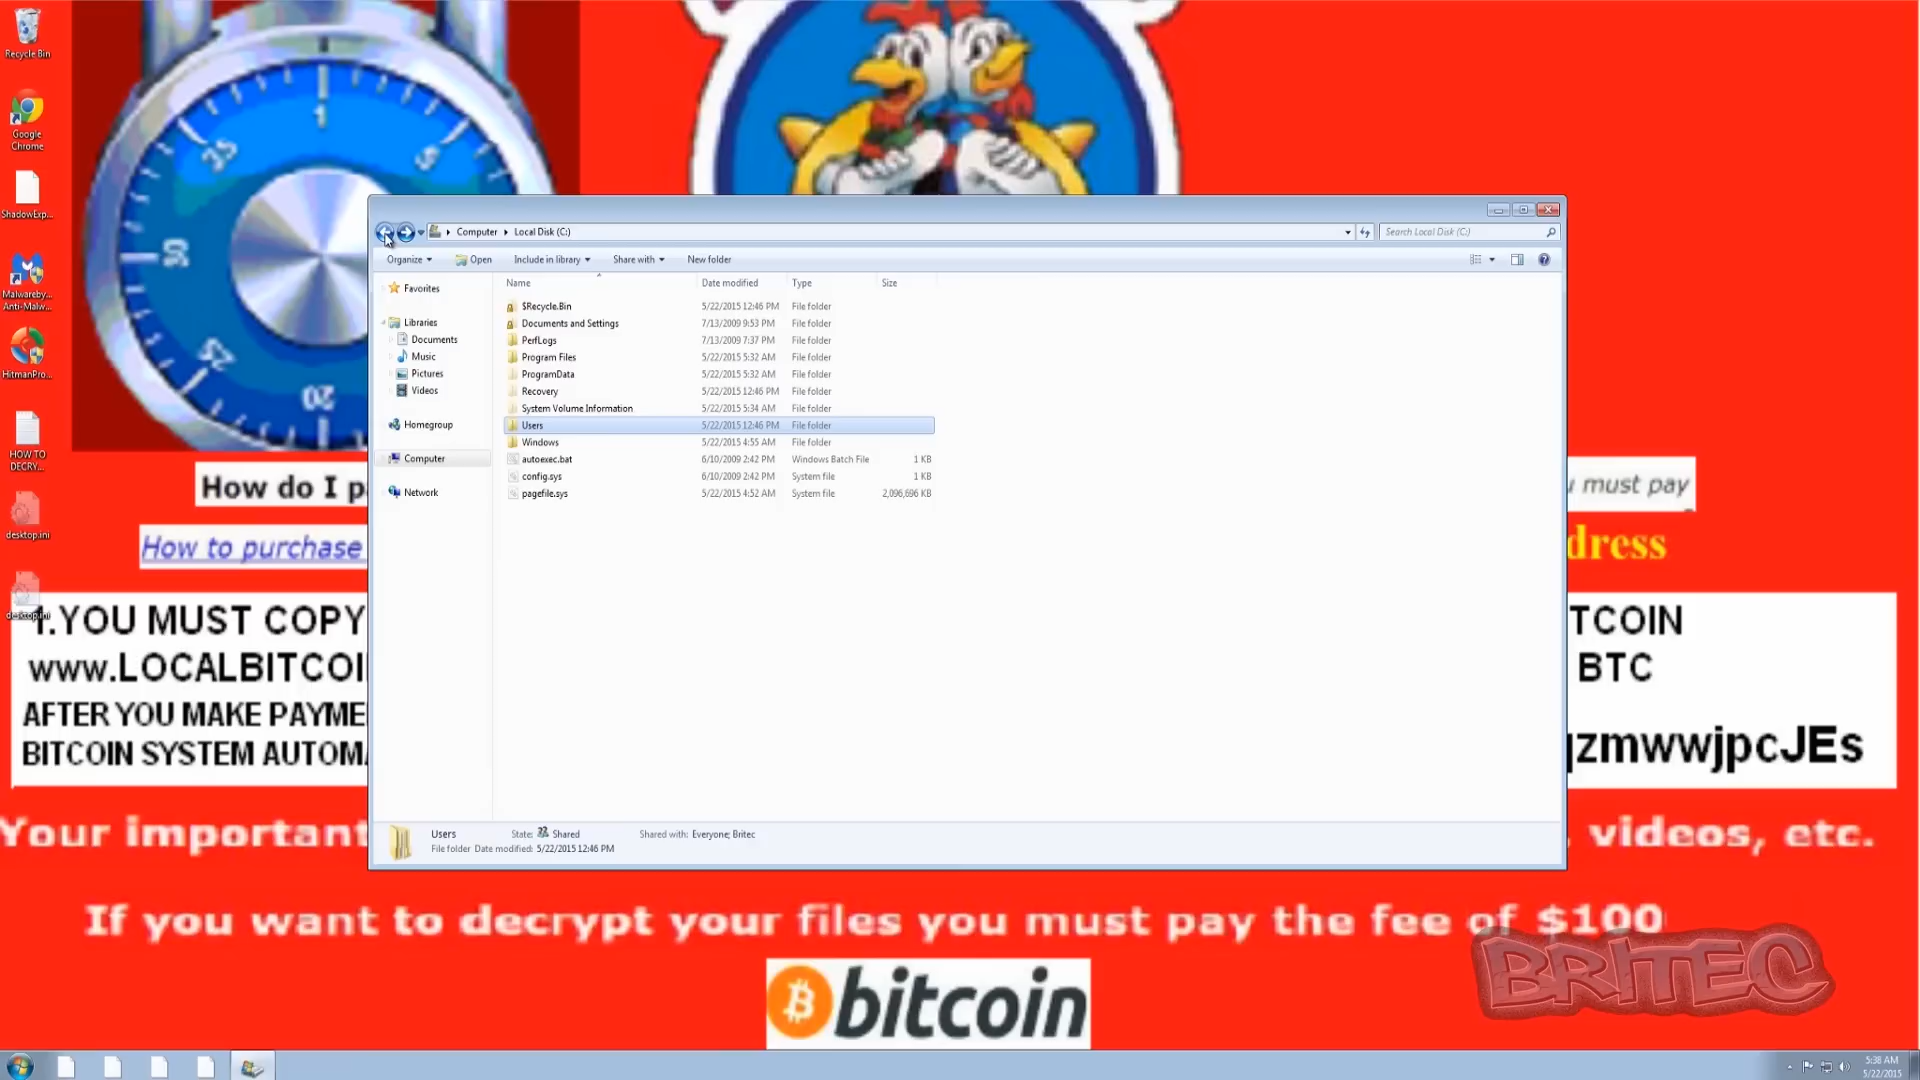 Recycle Bin
Google
Chrome
ShadowExp...
Malwareby...
Anti-Malw...
HitmanPro...
HOW TO
DECRY...
desktop.ini
desktop.ini
1
5
35
30
25
20
How do I p
How to purchase
1.YOU MUST COPY
www.LOCALBITCOI
AFTER YOU MAKE PAYME
BITCOIN SYSTEM AUTOM
Computer
Local Disk (C:)
Search Local Disk (C:)
Organize
Open
Include in library
Share with
New folder
Favorites
Libraries
Documents
Music
Pictures
Videos
Homegroup
Computer
Network
Name Date modified Type Size
$Recycle.Bin 5/22/2015 12:46 PM File folder
Documents and Settings 7/13/2009 9:53 PM File folder
PerfLogs 7/13/2009 7:37 PM File folder
Program Files 5/22/2015 5:32 AM File folder
ProgramData 5/22/2015 5:32 AM File folder
Recovery 5/22/2015 12:46 PM File folder
System Volume Information 5/22/2015 5:34 AM File folder
Users 5/22/2015 12:46 PM File folder
Windows 5/22/2015 4:55 AM File folder
autoexec.bat 6/10/2009 2:42 PM Windows Batch File 1 KB
config.sys 6/10/2009 2:42 PM System file 1 KB
pagefile.sys 5/22/2015 4:52 AM System file 2,096,696 KB
Users State: Shared Shared with: Everyone; Britec
File folder Date modified: 5/22/2015 12:46 PM
must pay
dress
TCOIN
BTC
zmwwjpcJEs
Your important
, videos, etc.
If you want to decrypt your files you must pay the fee of $100
bitcoin
BRITEC
5:38 AM
5/22/2015